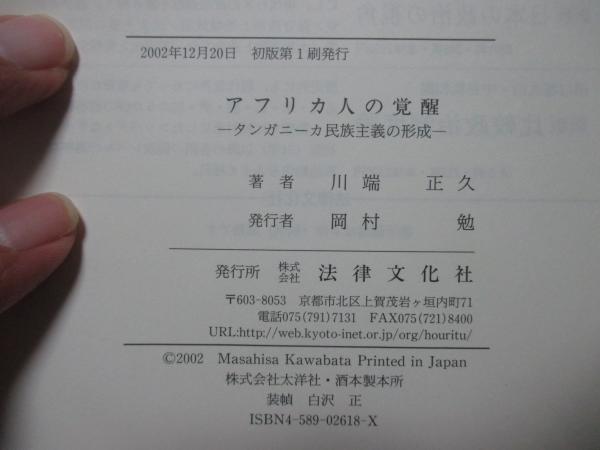 2002年12月20日　初版第1刷発行
アフリカ人の覚醒
―タンガニーカ民族主義の形成―
著者　川端　正久
発行者　岡村　勉
発行所　株式会社　法律文化社
〒603-8053　京都市北区上賀茂岩ヶ垣内町71
電話075(791)7131　FAX075(721)8400
URL:http://web.kyoto-inet.or.jp/org/houritu/
©2002　Masahisa Kawabata Printed in Japan
株式会社太洋社・酒本製本所
装幀　白沢　正
ISBN4-589-02618-X